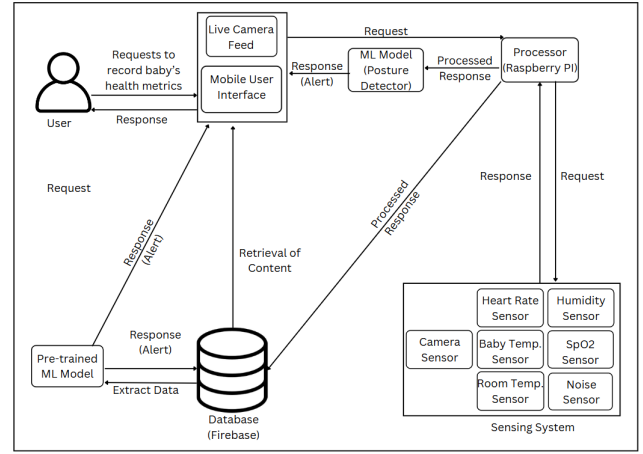 Live Camera
Feed
Mobile User
Interface
Request
Requests to
record baby's
health metrics
Response
User
Response
(Alert)
ML Model
(Posture
Detector)
Processed
Response
Processor
(Raspberry PI)
Request
Response
(Alert)
Retrieval of
Content
Processed
Response
Response
Request
Pre-trained
ML Model
Response
(Alert)
Extract Data
Database
(Firebase)
Heart Rate
Sensor
Humidity
Sensor
Camera
Sensor
Baby Temp.
Sensor
SpO2
Sensor
Room Temp.
Sensor
Noise
Sensor
Sensing System